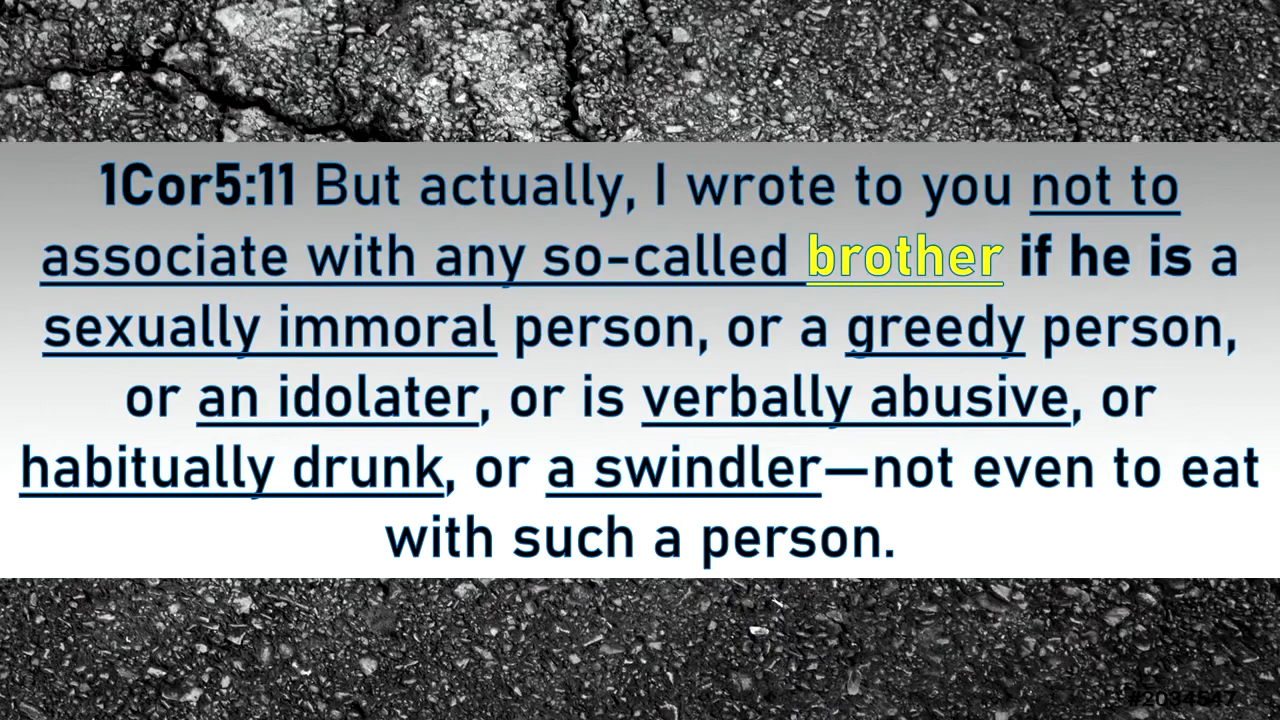 1Cor5:11 But actually, I wrote to you not to
associate with any so-called brother if he is a
sexually immoral person, or a greedy person,
or an idolater, or is verbally abusive, or
habitually drunk, or a swindler—not even to eat
with such a person.
#2034647